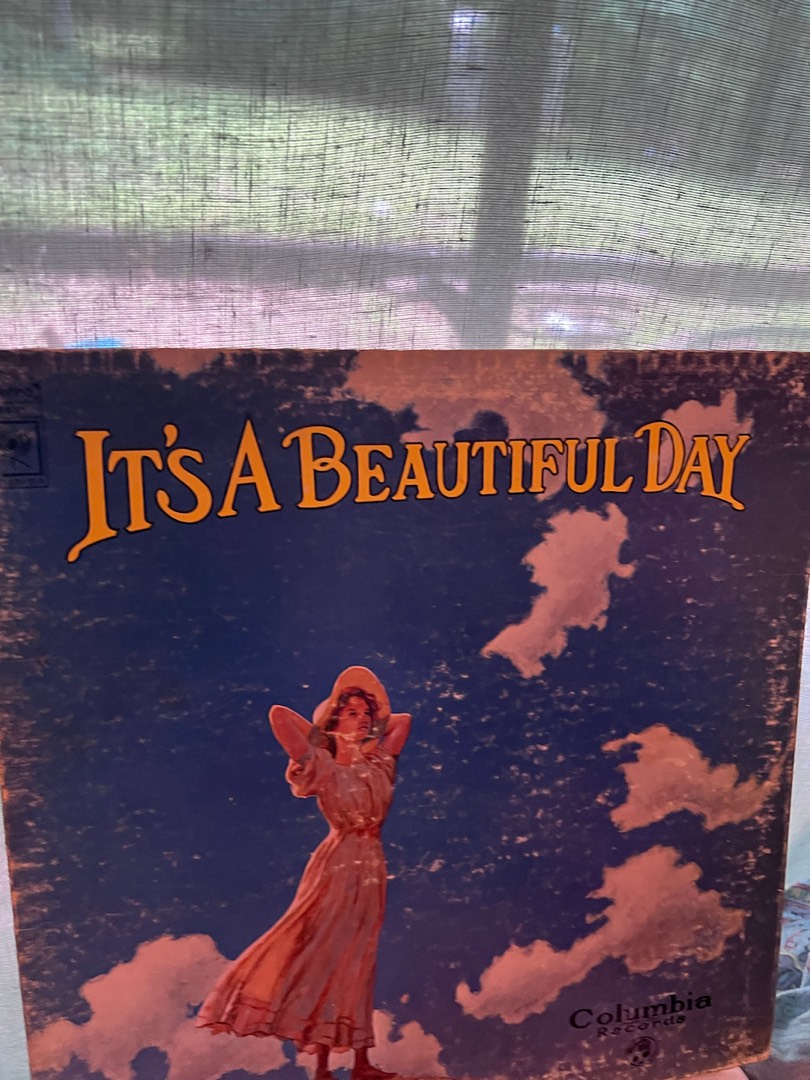 IT'S A BEAUTIFUL DAY
Columbia
Records